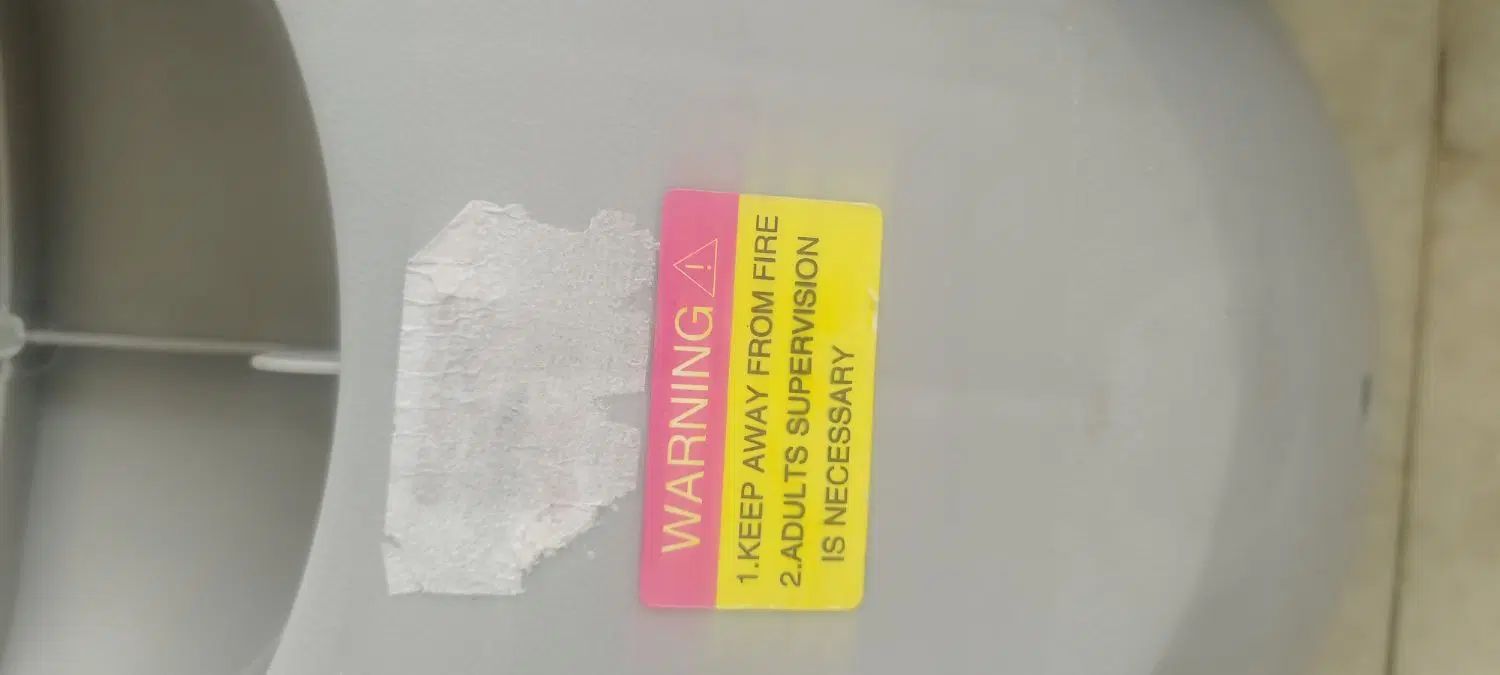 WARNING
1.KEEP AWAY FROM FIRE
2.ADULTS SUPERVISION
IS NECESSARY